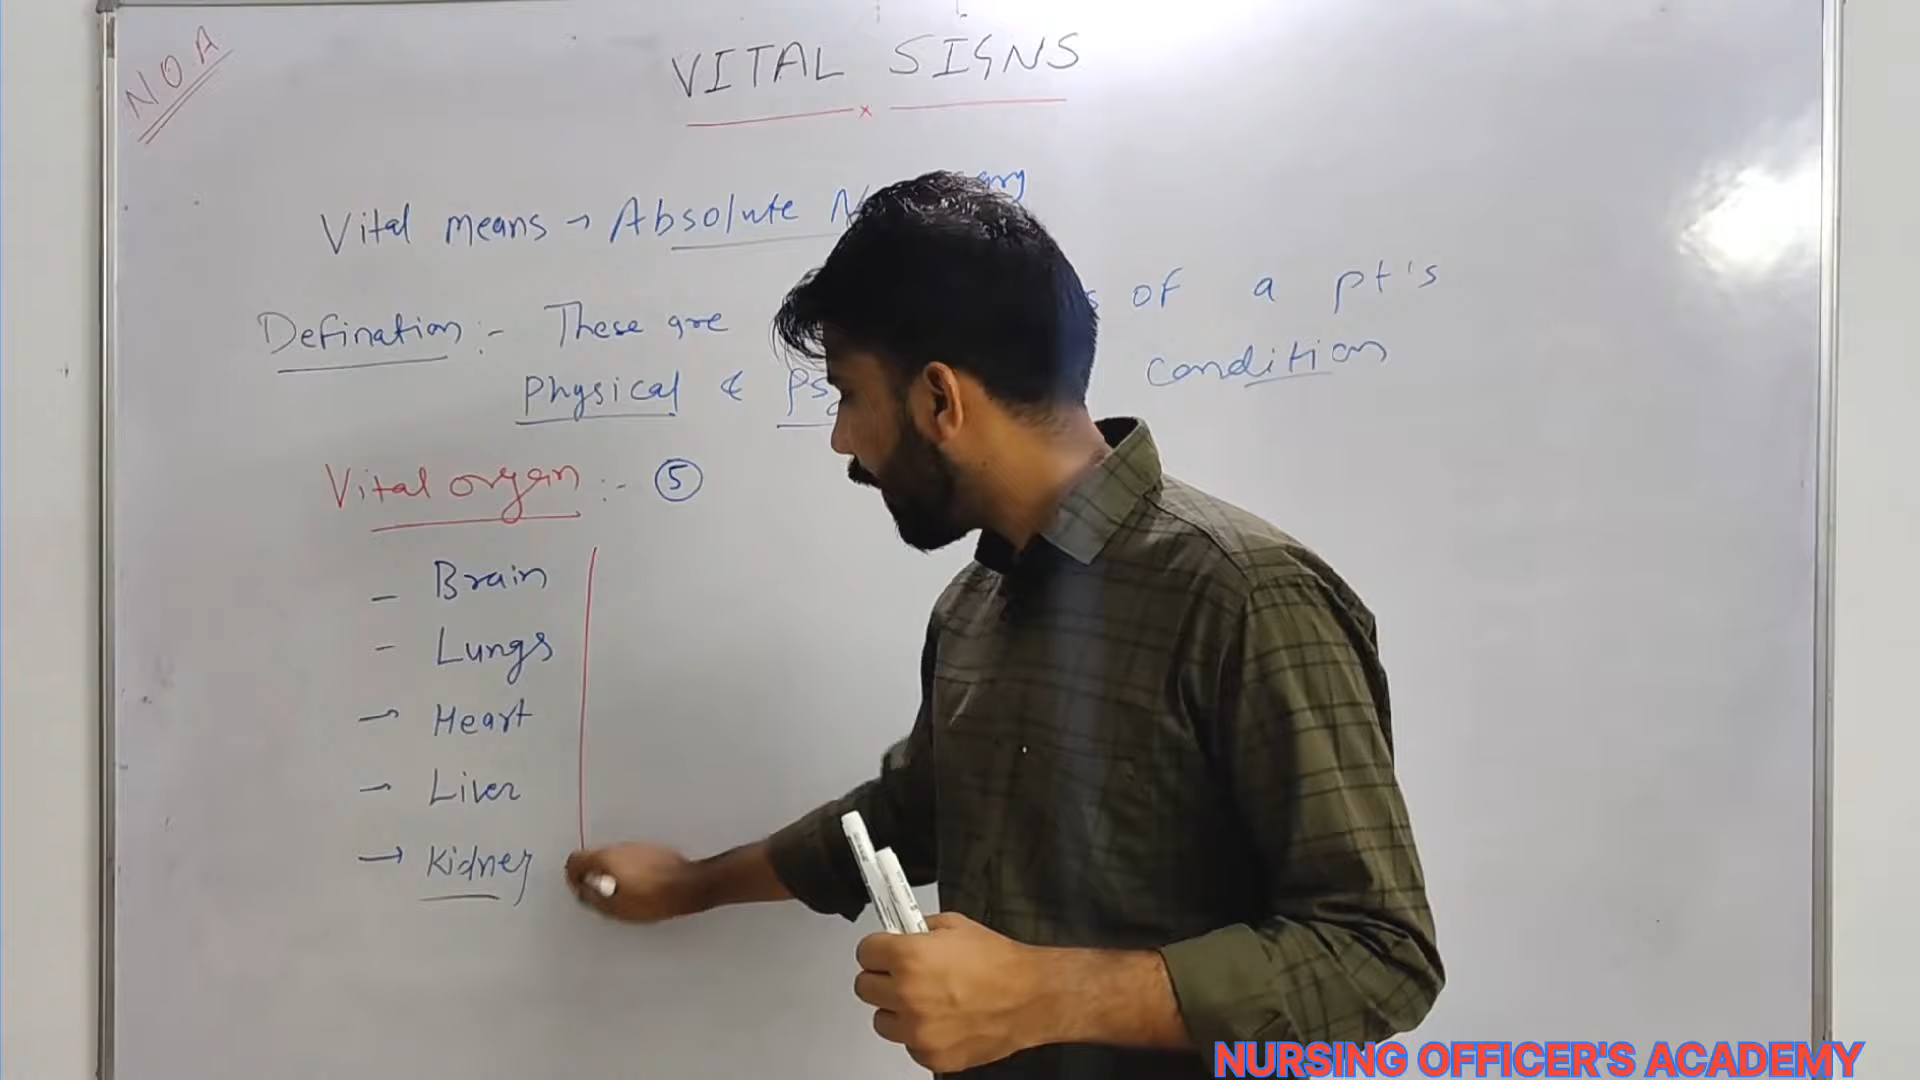 N.O.A
VITAL SIGNS
Vital means → Absolute
Defination :- These are of a pt's
Physical & condition
Vital organ :- 5
- Brain
- Lungs
→ Heart
→ Liver
→ Kidney
NURSING OFFICER'S ACADEMY